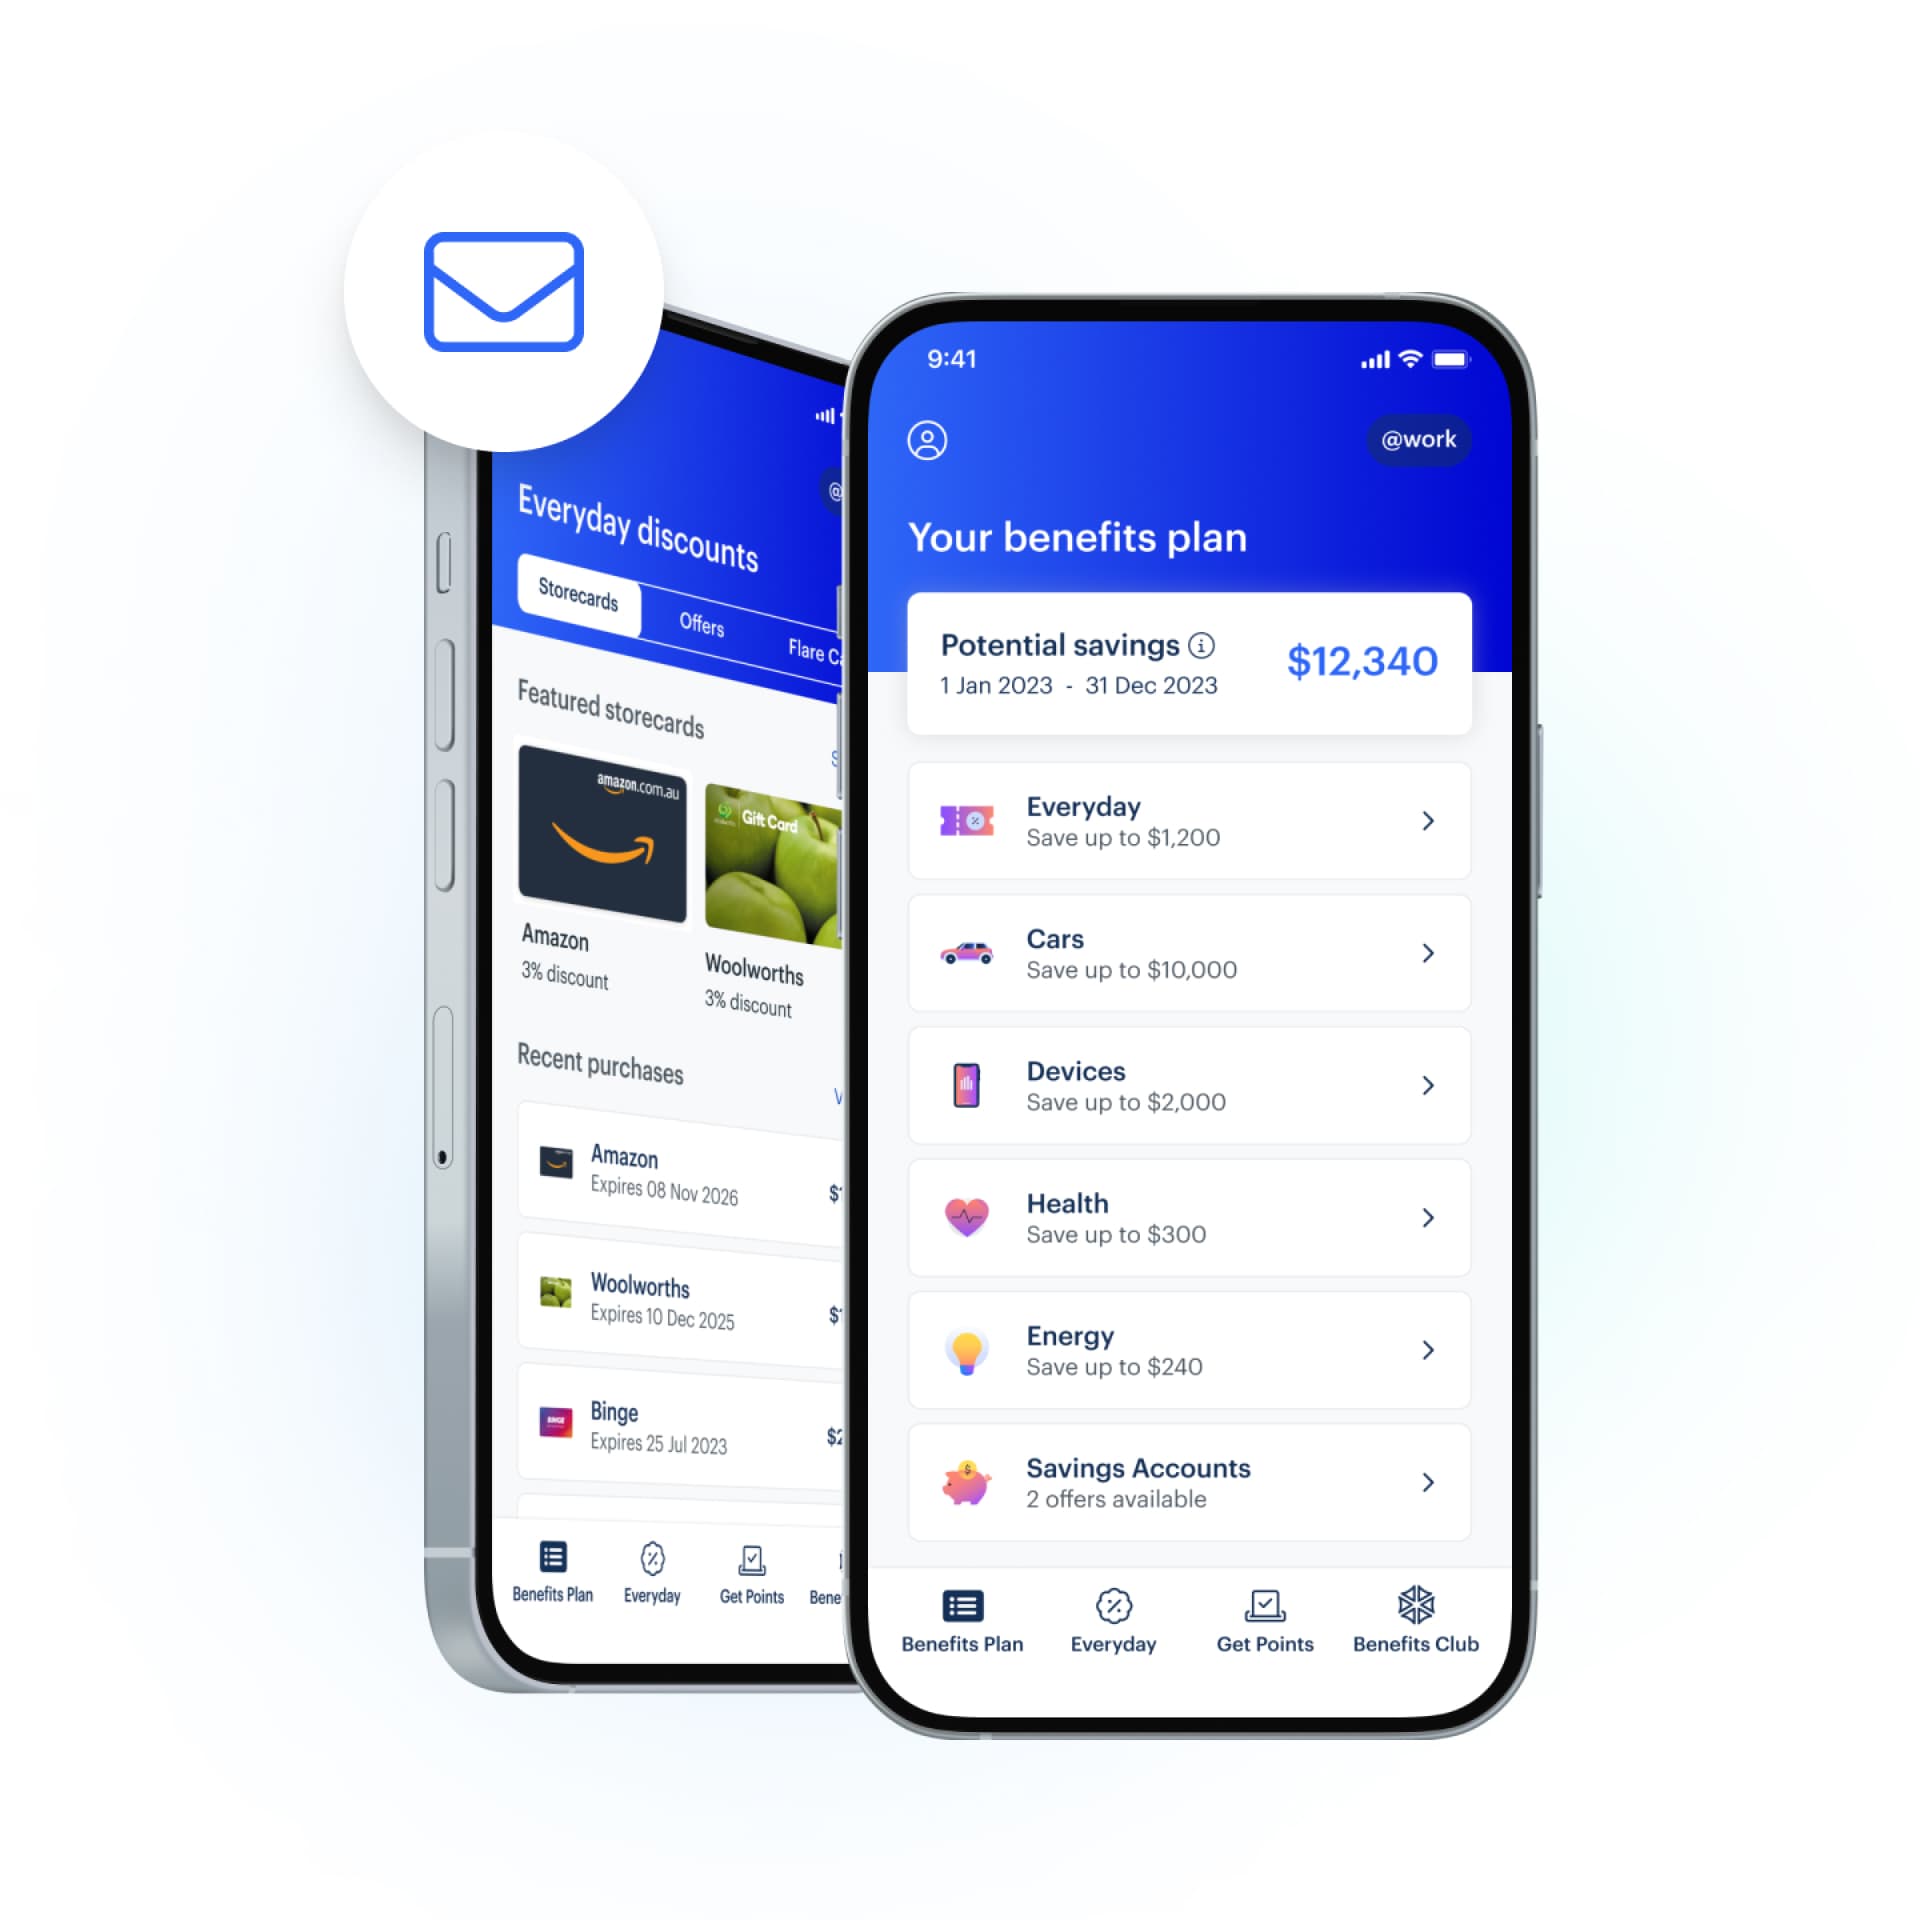 Everyday discounts
Storecards
Offers
Flare
Featured storecards
amazon.com.au
Gift Card
Amazon
3% discount
Woolworths
3% discount
Recent purchases
Amazon
Expires 08 Nov 2026
Woolworths
Expires 10 Dec 2025
BINGE
Binge
Expires 25 Jul 2023
Benefits Plan
Everyday
Get Points
9:41
@work
Your benefits plan
Potential savings
1 Jan 2023 - 31 Dec 2023
$12,340
Everyday
Save up to $1,200
Cars
Save up to $10,000
Devices
Save up to $2,000
Health
Save up to $300
Energy
Save up to $240
Savings Accounts
2 offers available
Benefits Plan
Everyday
Get Points
Benefits Club